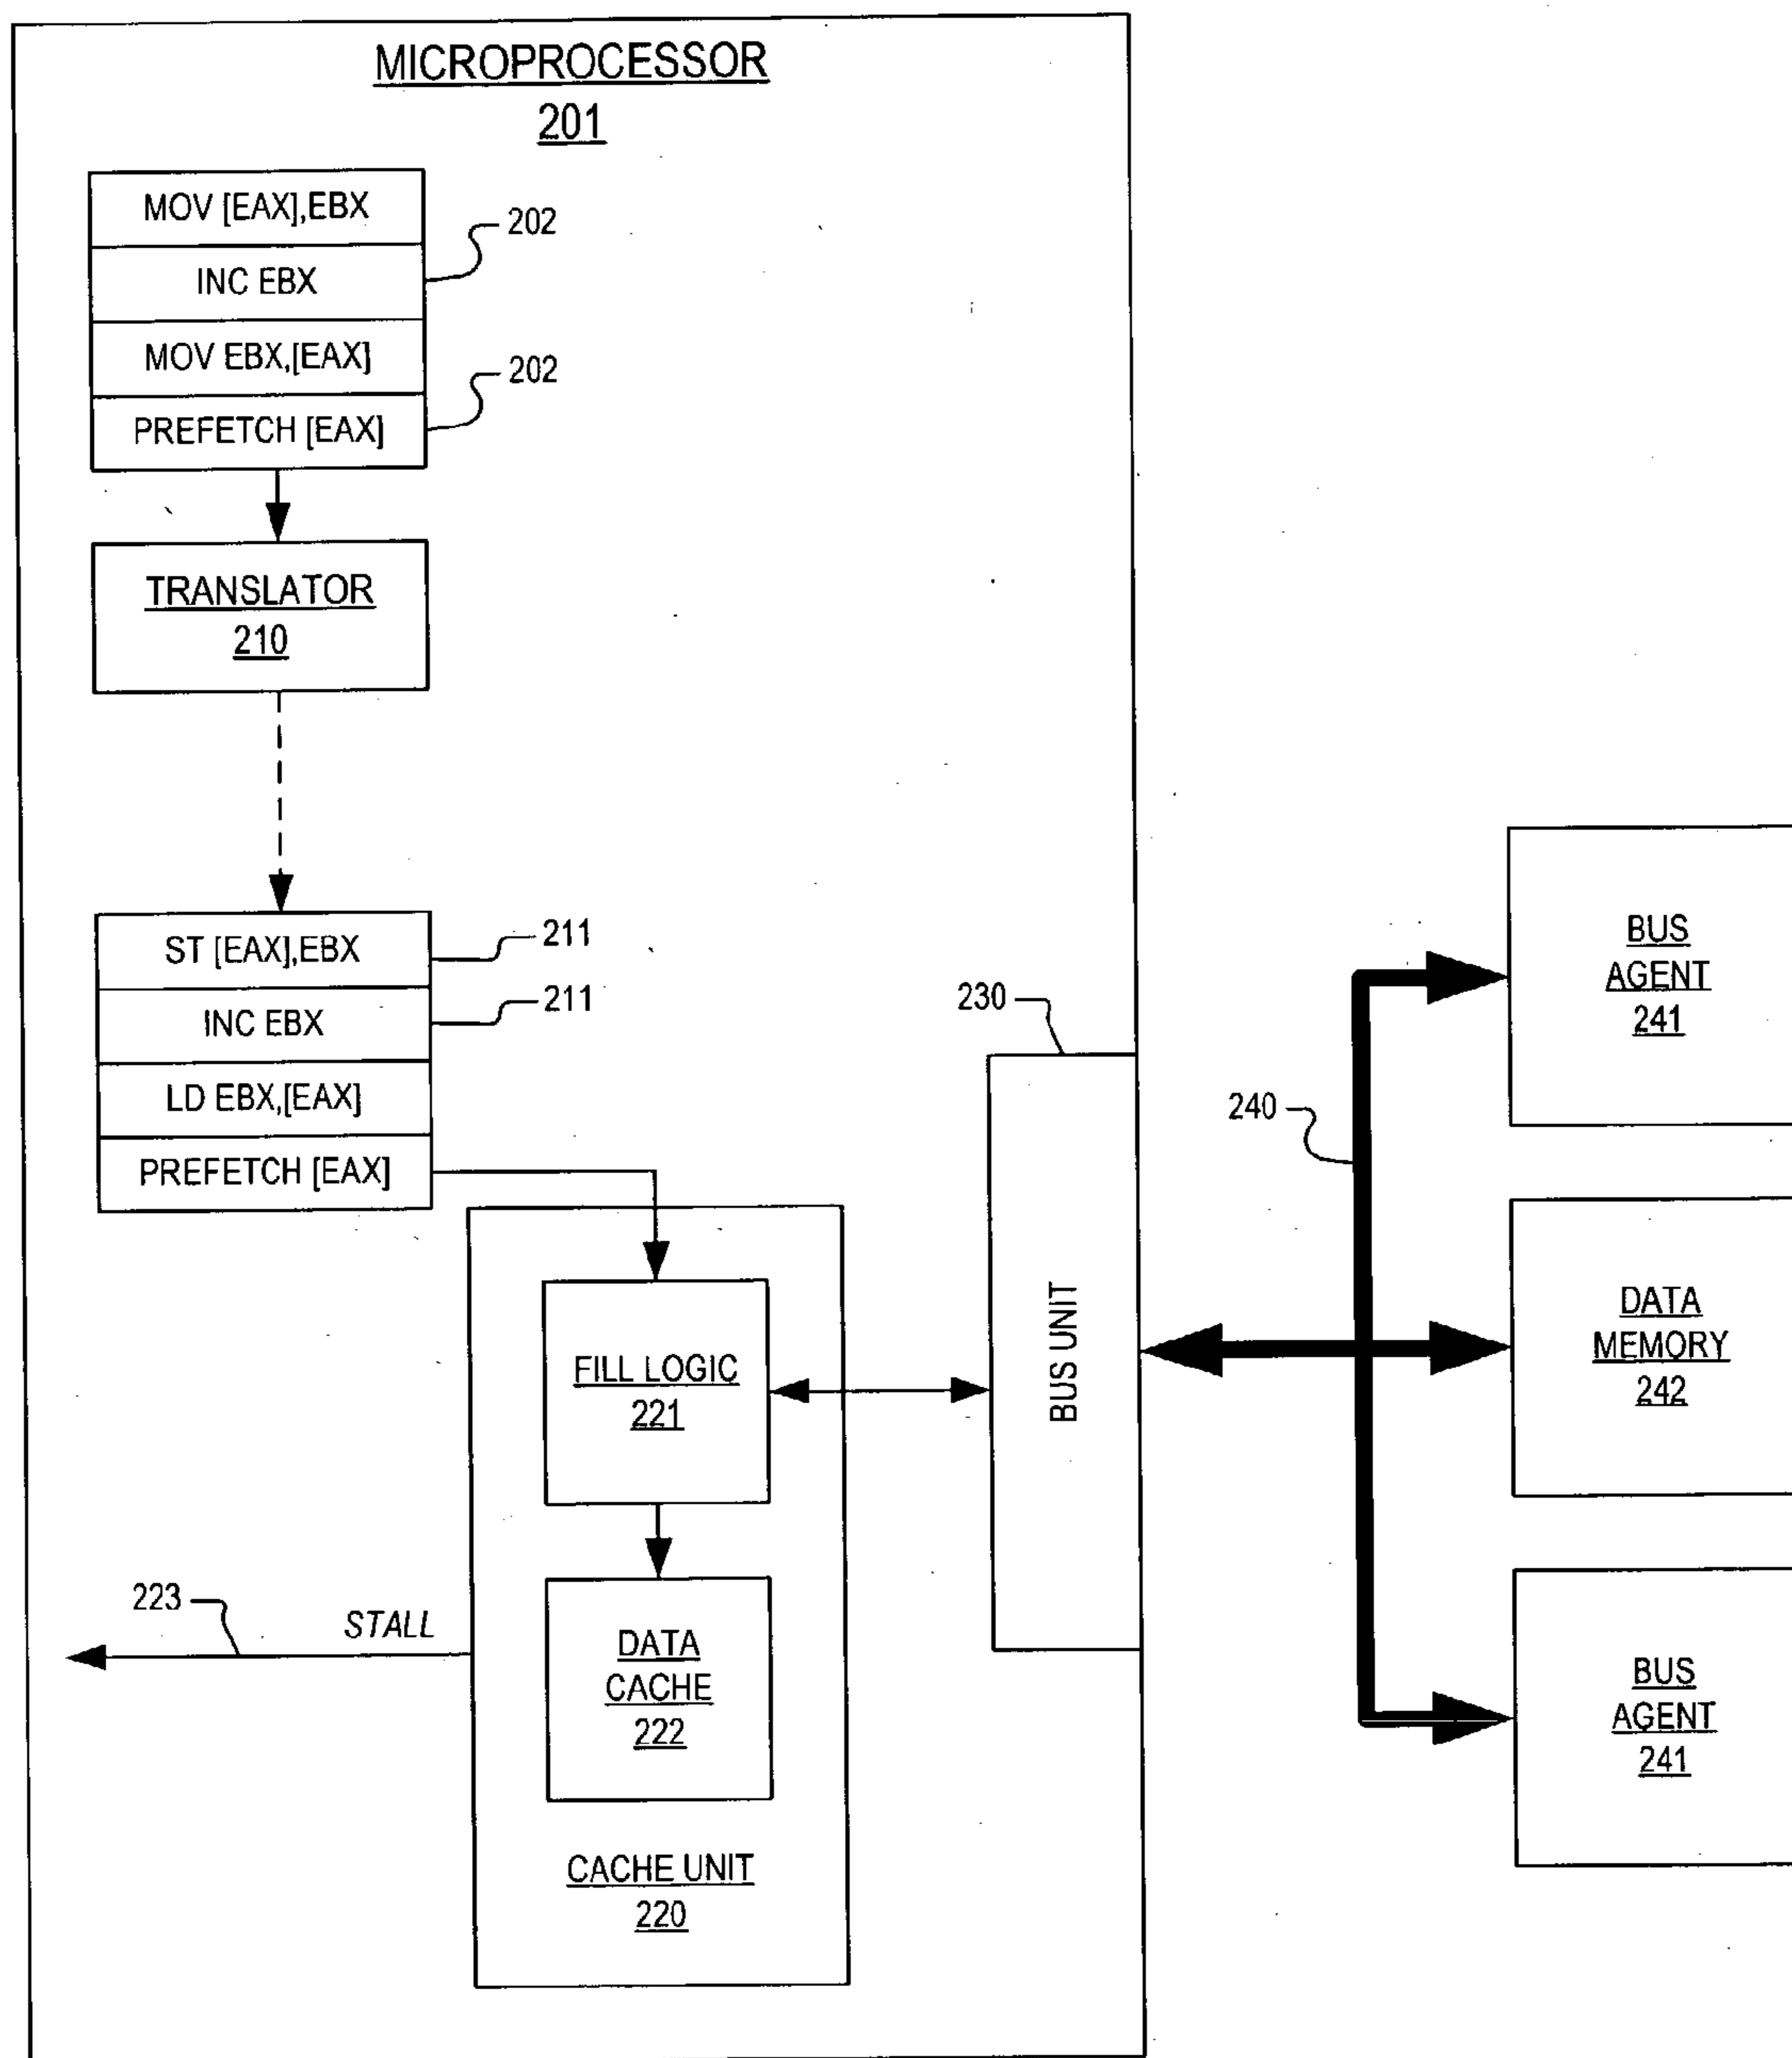 MICROPROCESSOR
201
MOV [EAX],EBX
202
INC EBX
MOV EBX,[EAX]
202
PREFETCH [EAX]
TRANSLATOR
210
ST [EAX],EBX
211
INC EBX
211
LD EBX,[EAX]
PREFETCH [EAX]
FILL LOGIC
221
DATA
CACHE
222
CACHE UNIT
220
223
STALL
230
BUS UNIT
240
BUS
AGENT
241
DATA
MEMORY
242
BUS
AGENT
241